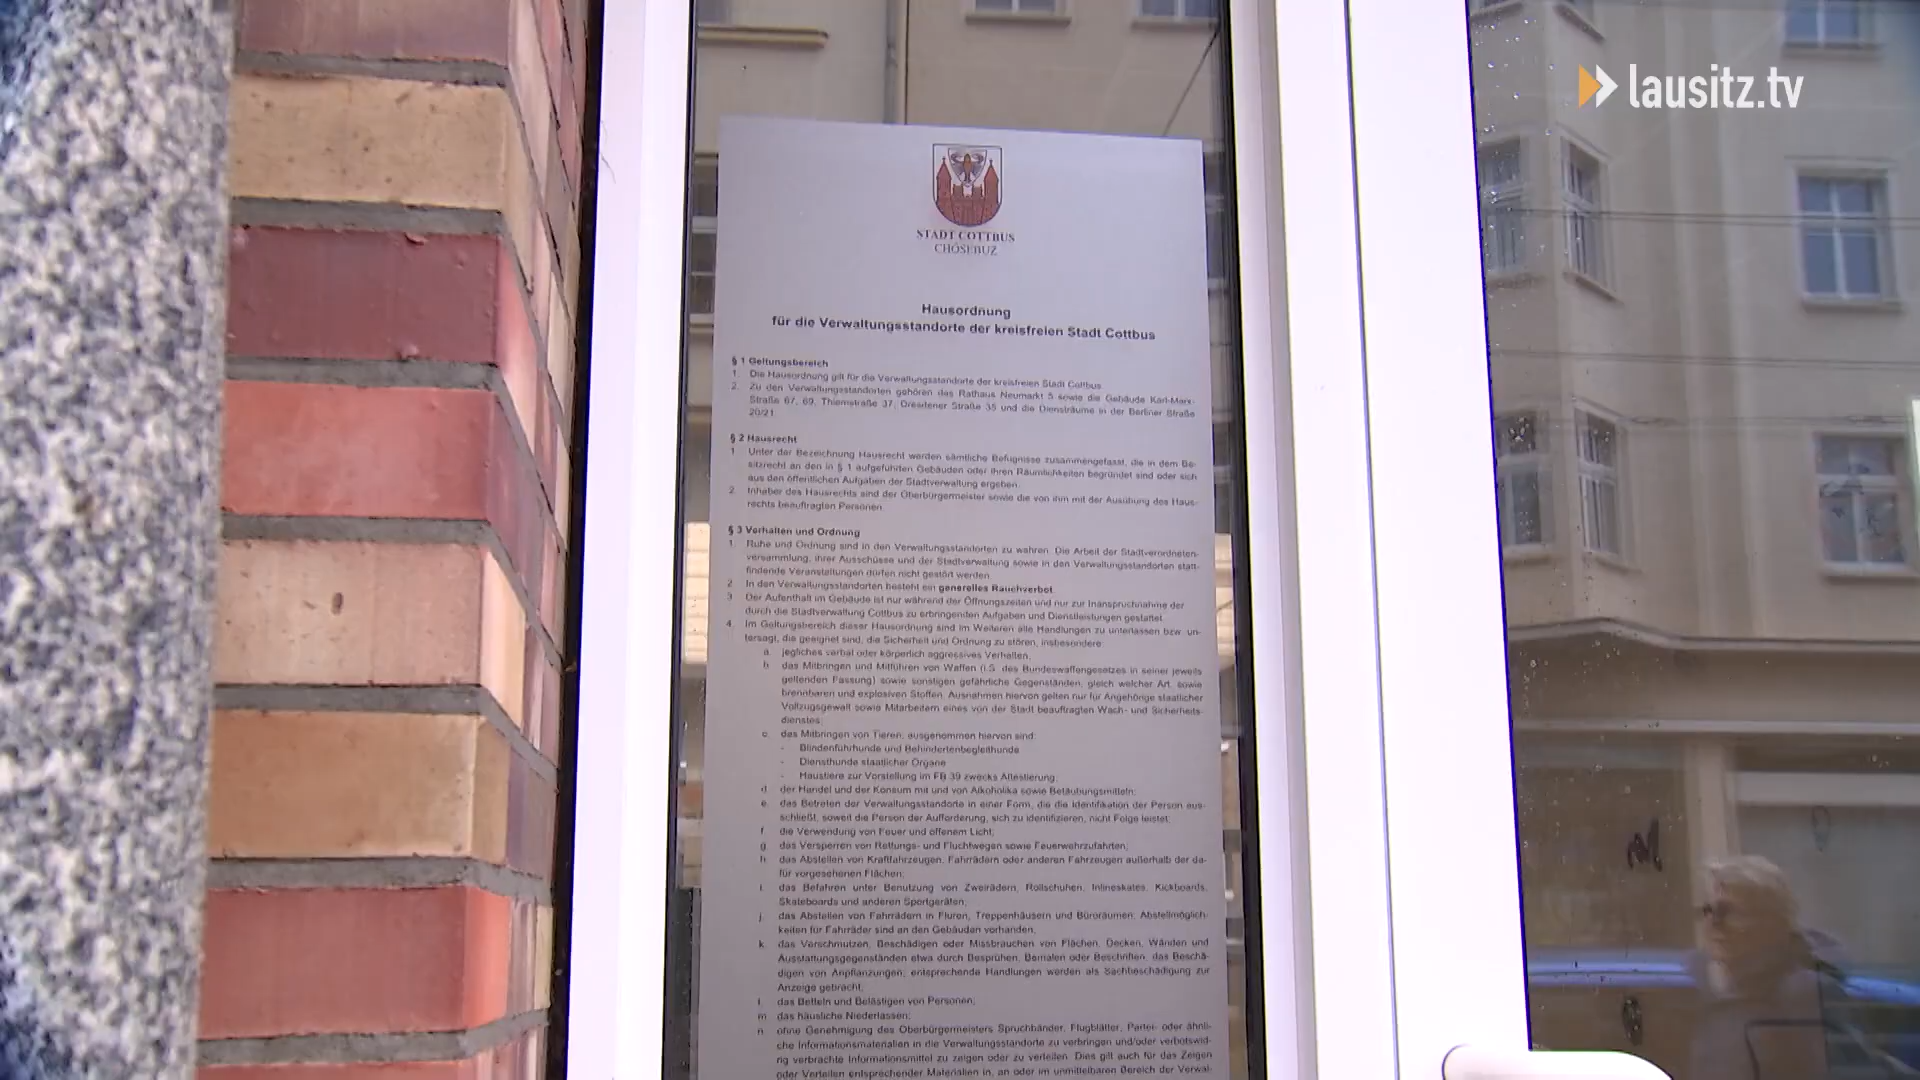 lausitz.tv
STADT COTTBUS
CHÓŚEBUZ
Hausordnung
für die Verwaltungsstandorte der kreisfreien Stadt Cottbus
§ 1 Geltungsbereich
1. Die Hausordnung gilt für die Verwaltungsstandorte der kreisfreien Stadt Cottbus.
2. Zu den Verwaltungsstandorten gehören das Rathaus Neumarkt 5 sowie die Gebäude Karl-Marx-
Straße 67, 69, Thiemstraße 37, Dresdener Straße 35 und die Diensträume in der Berliner Straße
20/21.
§ 2 Hausrecht
1. Unter der Bezeichnung Hausrecht werden sämtliche Befugnisse zusammengefasst, die in dem Be-
sitzrecht an den in § 1 aufgeführten Gebäuden oder ihren Räumlichkeiten begründet sind oder sich
aus den öffentlichen Aufgaben der Stadtverwaltung ergeben.
2. Inhaber des Hausrechts sind der Oberbürgermeister sowie die von ihm mit der Ausübung des Haus-
rechts beauftragten Personen.
§ 3 Verhalten und Ordnung
1. Ruhe und Ordnung sind in den Verwaltungsstandorten zu wahren. Die Arbeit der Stadtverordneten-
versammlung, ihrer Ausschüsse und der Stadtverwaltung sowie in den Verwaltungsstandorten statt-
findende Veranstaltungen dürfen nicht gestört werden.
2. In den Verwaltungsstandorten besteht ein generelles Rauchverbot.
3. Der Aufenthalt im Gebäude ist nur während der Öffnungszeiten und nur zur Inanspruchnahme der
durch die Stadtverwaltung Cottbus zu erbringenden Aufgaben und Dienstleistungen gestattet.
4. Im Geltungsbereich dieser Hausordnung sind im Weiteren alle Handlungen zu unterlassen bzw. un-
tersagt, die geeignet sind, die Sicherheit und Ordnung zu stören, insbesondere
a. jegliches verbal oder körperlich aggressives Verhalten,
b. das Mitbringen und Mitführen von Waffen (i.S. des Bundeswaffengesetzes in seiner jeweils
geltenden Fassung) sowie sonstigen gefährliche Gegenständen, gleich welcher Art, sowie
brennbaren und explosiven Stoffen. Ausnahmen hiervon gelten nur für Angehörige staatlicher
Vollzugsgewalt sowie Mitarbeitern eines von der Stadt beauftragten Wach- und Sicherheits-
dienstes;
c. das Mitbringen von Tieren, ausgenommen hiervon sind:
- Blindenführhunde und Behindertenbegleithunde
- Diensthunde staatlicher Organe
- Haustiere zur Vorstellung im FB 39 zwecks Attestierung;
d. der Handel und der Konsum mit und von Alkoholika sowie Betäubungsmitteln;
e. das Betreten der Verwaltungsstandorte in einer Form, die die Identifikation der Person aus-
schließt, soweit die Person der Aufforderung, sich zu identifizieren, nicht Folge leistet;
f. die Verwendung von Feuer und offenem Licht;
g. das Versperren von Rettungs- und Fluchtwegen sowie Feuerwehrzufahrten;
h. das Abstellen von Kraftfahrzeugen, Fahrrädern oder anderen Fahrzeugen außerhalb der da-
für vorgesehenen Flächen;
i. das Befahren unter Benutzung von Zweirädern, Rollschuhen, Inlineskates, Kickboards,
Skateboards und anderen Sportgeräten;
j. das Abstellen von Fahrrädern in Fluren, Treppenhäusern und Büroräumen. Abstellmöglich-
keiten für Fahrräder sind an den Gebäuden vorhanden,
k. das Verschmutzen, Beschädigen oder Missbrauchen von Flächen, Decken, Wänden und
Ausstattungsgegenständen etwa durch Besprühen, Bemalen oder Beschriften, das Beschä-
digen von Anpflanzungen; entsprechende Handlungen werden als Sachbeschädigung zur
Anzeige gebracht;
l. das Betteln und Belästigen von Personen;
m. das häusliche Niederlassen;
n. ohne Genehmigung des Oberbürgermeisters Spruchbänder, Flugblätter, Partei- oder ähnli-
che Informationsmaterialien in die Verwaltungsstandorte zu verbringen und/oder verbotswid-
rig verbrachte Informationsmittel zu zeigen oder zu verteilen. Dies gilt auch für das Zeigen
oder Verteilen entsprechender Materialien in, an oder im unmittelbaren Bereich der Verwal-